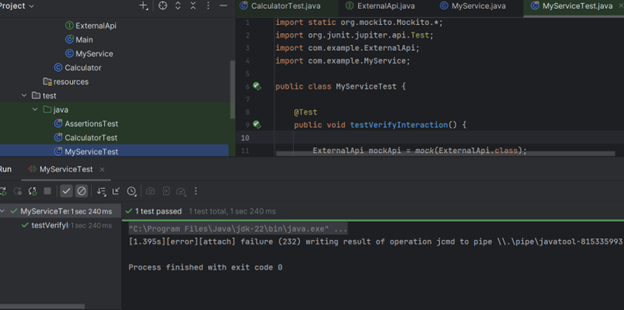 Project
CalculatorTest.java
ExternalApi.java
MyService.java
MyServiceTest.java
ExternalApi
Main
MyService
Calculator
resources
test
java
AssertionsTest
CalculatorTest
MyServiceTest
1 import static org.mockito.Mockito.*;
2 import org.junit.jupiter.api.Test;
3 import com.example.ExternalApi;
4 import com.example.MyService;
5
6 public class MyServiceTest {
7
8 @Test
9 public void testVerifyInteraction() {
10
11 ExternalApi mockApi = mock(ExternalApi.class);
Run
MyServiceTest
MyServiceTe 1 sec 240 ms
testVerifyI 1 sec 240 ms
1 test passed 1 test total, 1 sec 240 ms
"C:\Program Files\Java\jdk-22\bin\java.exe" ...
[1.395s][error][attach] failure (232) writing result of operation jcmd to pipe \\.\pipe\javatool-815335993
Process finished with exit code 0